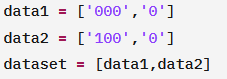 data1 = ['000','0']
data2 = ['100','0']
dataset = [data1,data2]